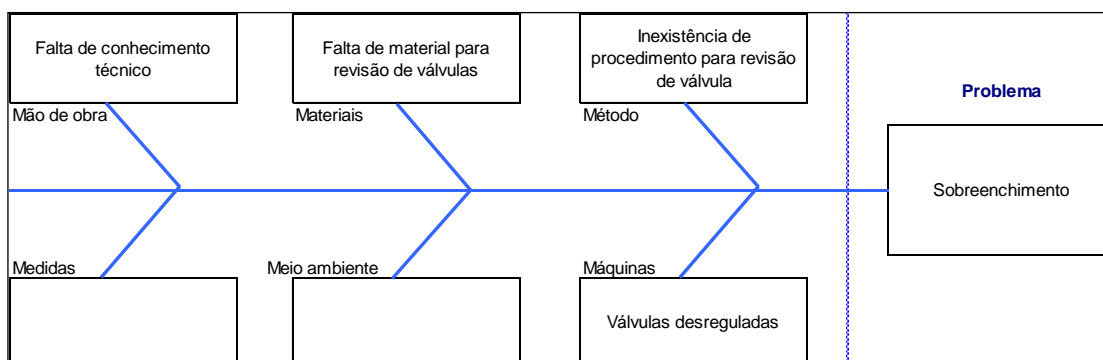 Falta de conhecimento
técnico
Falta de material para
revisão de válvulas
Inexistência de
procedimento para revisão
de válvula
Problema
Mão de obra
Materiais
Método
Sobreenchimento
Medidas
Meio ambiente
Máquinas
Válvulas desreguladas